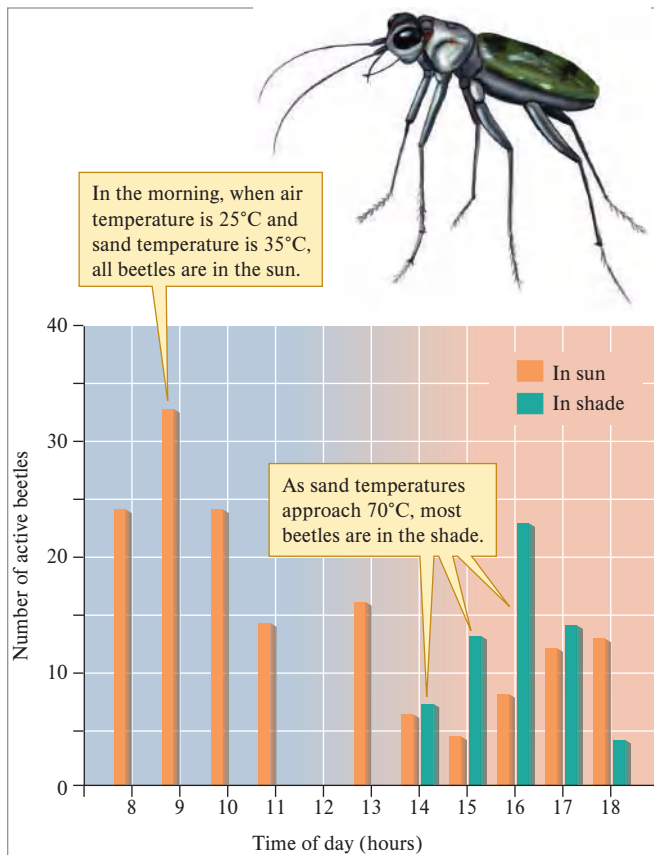 In the morning, when air
temperature is 25°C and
sand temperature is 35°C,
all beetles are in the sun.
40
30
20
10
0
Number of active beetles
In sun
In shade
As sand temperatures
approach 70°C, most
beetles are in the shade.
8 9 10 11 12 13 14 15 16 17 18
Time of day (hours)